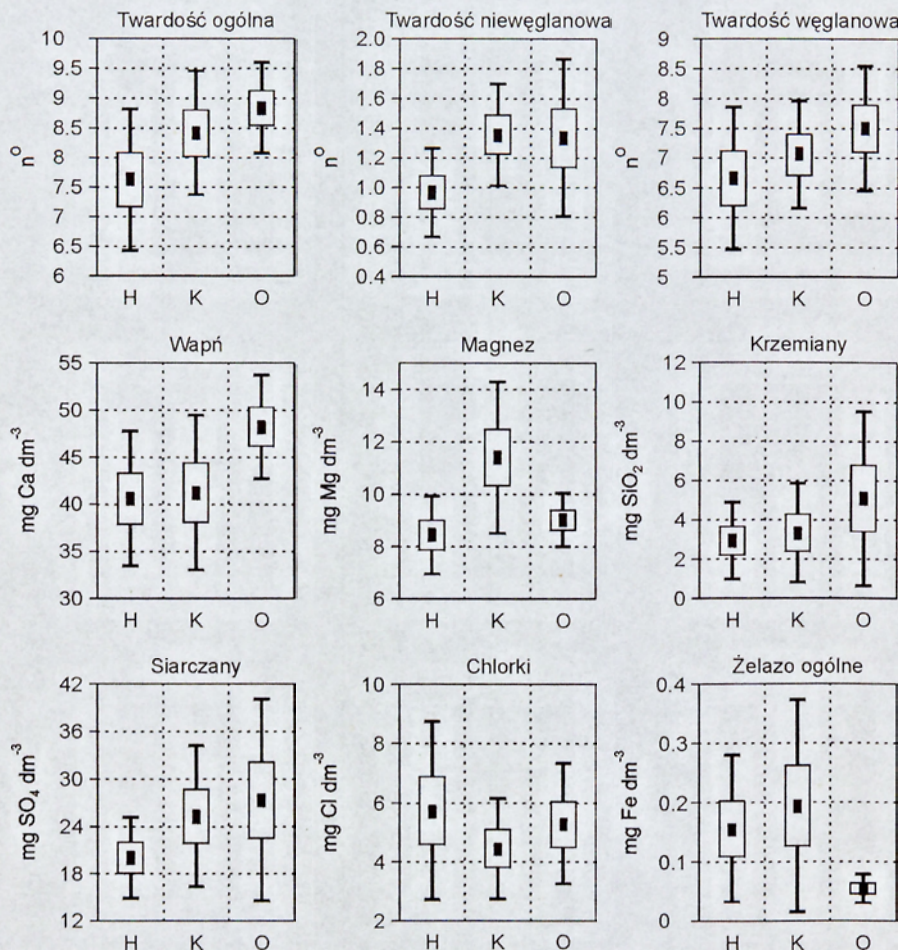 Twardość ogólna
n°
10
9.5
9
8.5
8
7.5
7
6.5
6
H K O
Twardość niewęglanowa
n°
2.0
1.8
1.6
1.4
1.2
1.0
0.8
0.6
0.4
H K O
Twardość węglanowa
n°
9
8.5
8
7.5
7
6.5
6
5.5
5
H K O
Wapń
mg Ca dm⁻³
55
50
45
40
35
30
H K O
Magnez
mg Mg dm⁻³
14
12
10
8
6
H K O
Krzemiany
mg SiO₂ dm⁻³
12
10
8
6
4
2
0
H K O
Siarczany
mg SO₄ dm⁻³
42
36
30
24
18
12
H K O
Chlorki
mg Cl dm⁻³
10
8
6
4
2
H K O
Żelazo ogólne
mg Fe dm⁻³
0.4
0.3
0.2
0.1
0
H K O